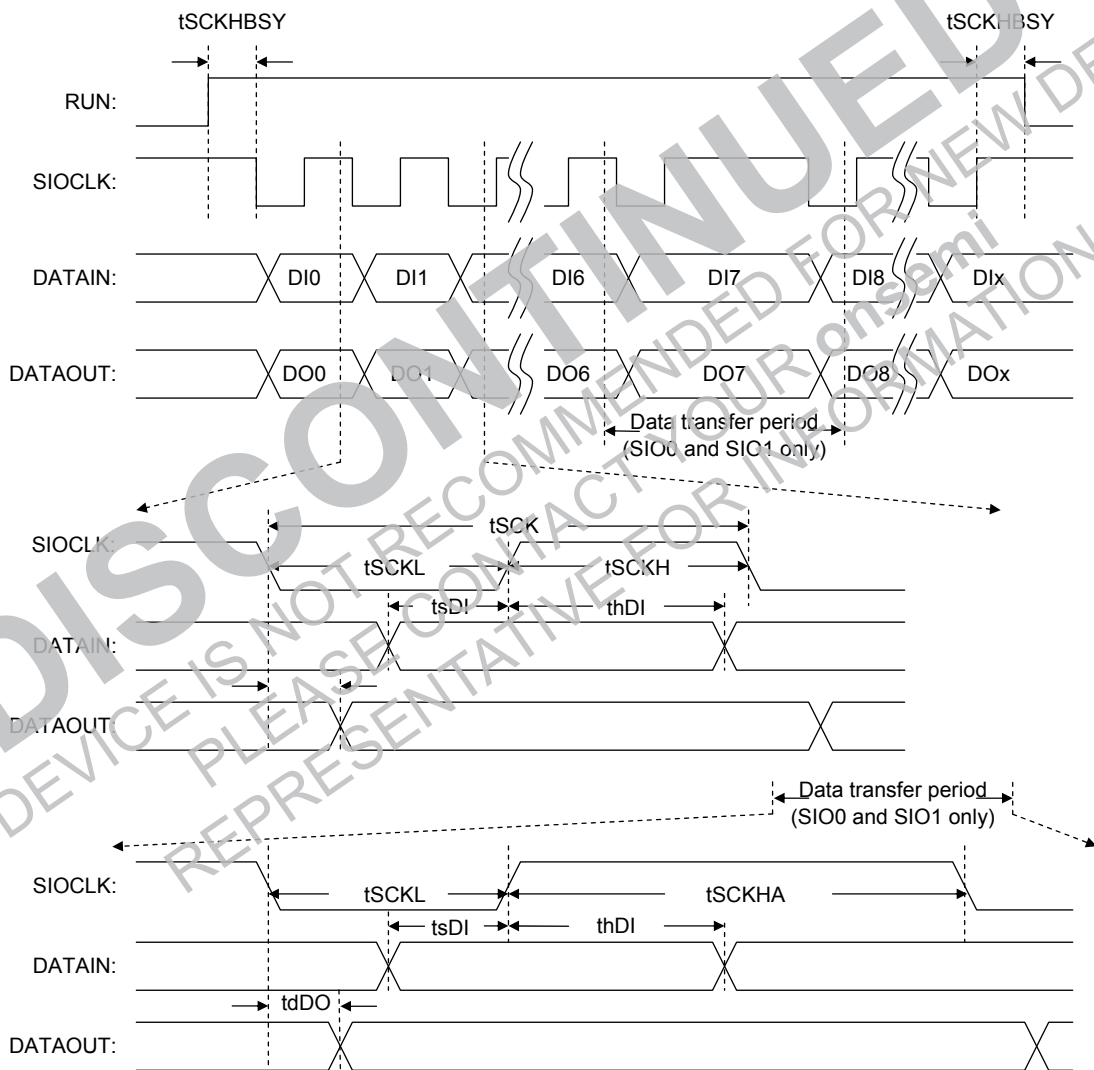 tSCKHBSY tSCKHBSY
RUN:
SIOCLK:
DATAIN: DI0 DI1 DI6 DI7 DI8 DIx
DATAOUT: DO0 DO1 DO6 DO7 DO8 DOx
Data transfer period
(SIO0 and SIO1 only)
SIOCLK: tSCK
tSCKL tSCKH
tsDI thDI
DATAIN:
DATAOUT:
Data transfer period
(SIO0 and SIO1 only)
SIOCLK: tSCKL tSCKHA
tsDI thDI
DATAIN:
tdDO
DATAOUT:
DISCONTINUED
DEVICE IS NOT RECOMMENDED FOR NEW
PLEASE CONTACT YOUR onsemi
REPRESENTATIVE FOR INFORMATION